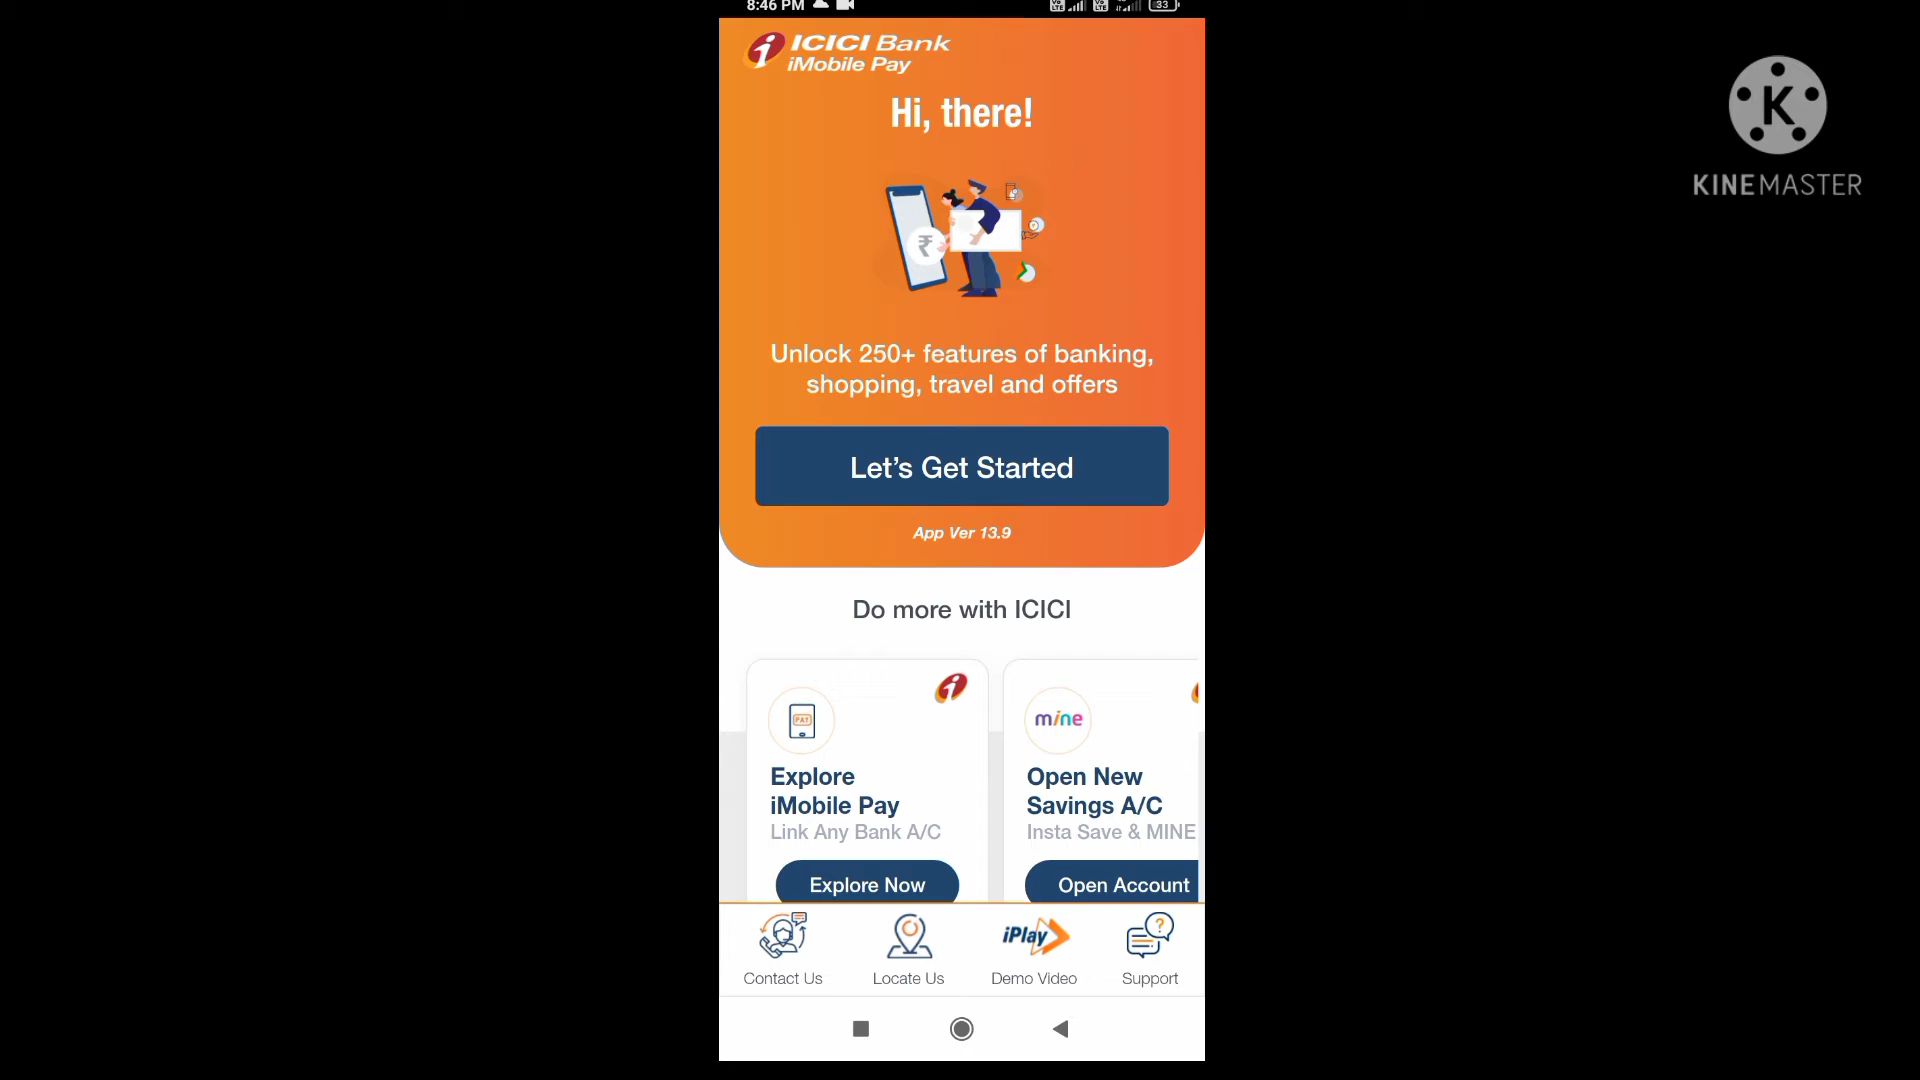 8:46 PM
33
ICICI Bank
iMobile Pay
Hi, there!
₹
Unlock 250+ features of banking,
shopping, travel and offers
Let's Get Started
App Ver 13.9
Do more with ICICI
PAY
mine
Explore
iMobile Pay
Link Any Bank A/C
Explore Now
Open New
Savings A/C
Insta Save & MINE
Open Account
iPlay
Contact Us
Locate Us
Demo Video
Support
K
KINEMASTER